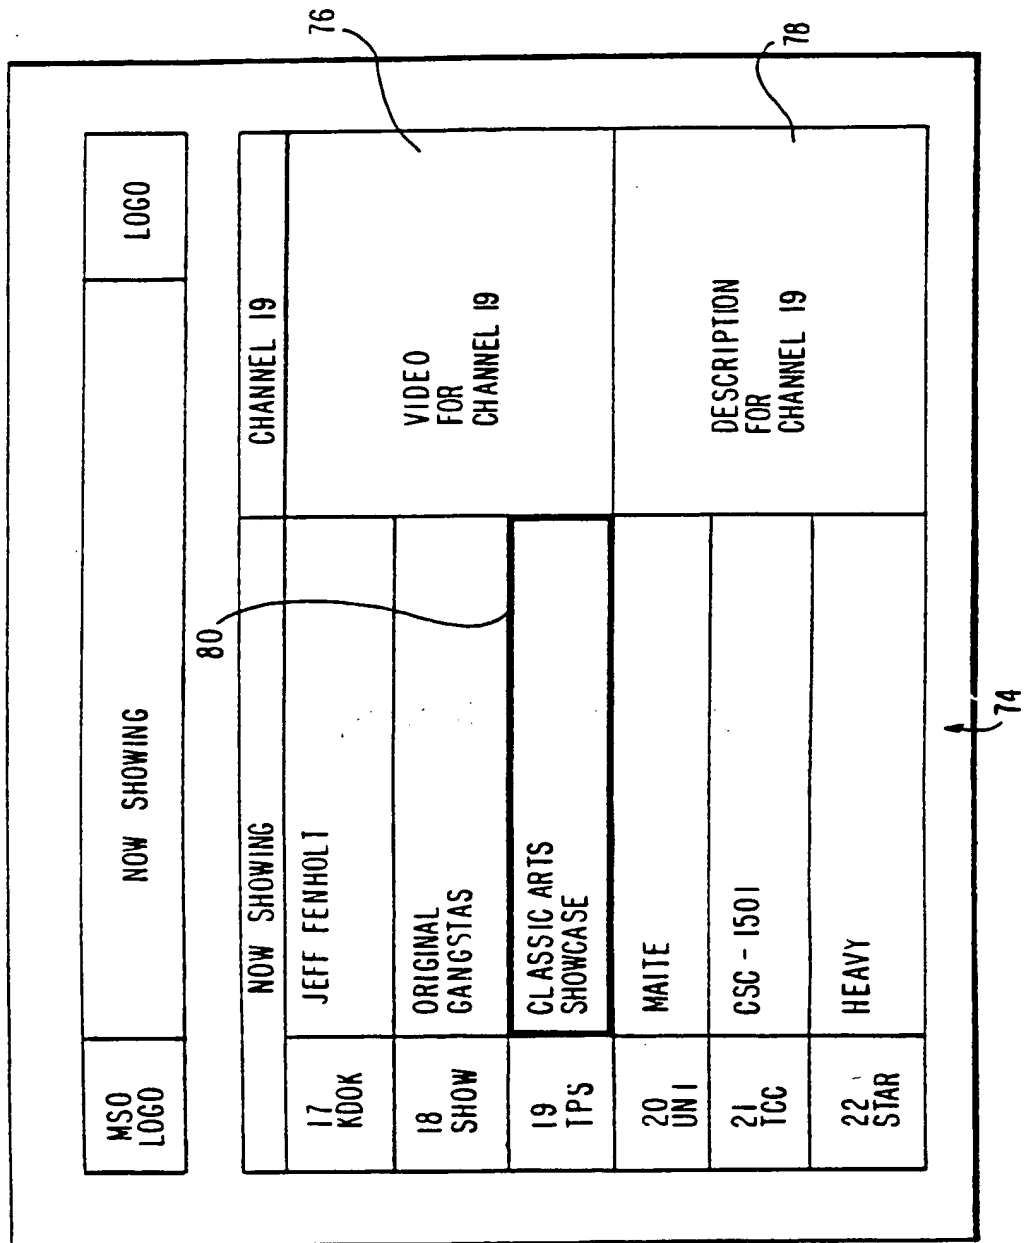 MSO
LOGO
NOW SHOWING
LOGO
NOW SHOWING
CHANNEL 19
17
KDOK
JEFF FENHOLT
18
SHOW
ORIGINAL
GANGSTAS
19
TPS
CLASSIC ARTS
SHOWCASE
20
UNI
MAITE
21
TCC
CSC - 1501
22
STAR
HEAVY
VIDEO
FOR
CHANNEL 19
DESCRIPTION
FOR
CHANNEL 19
80
76
78
74